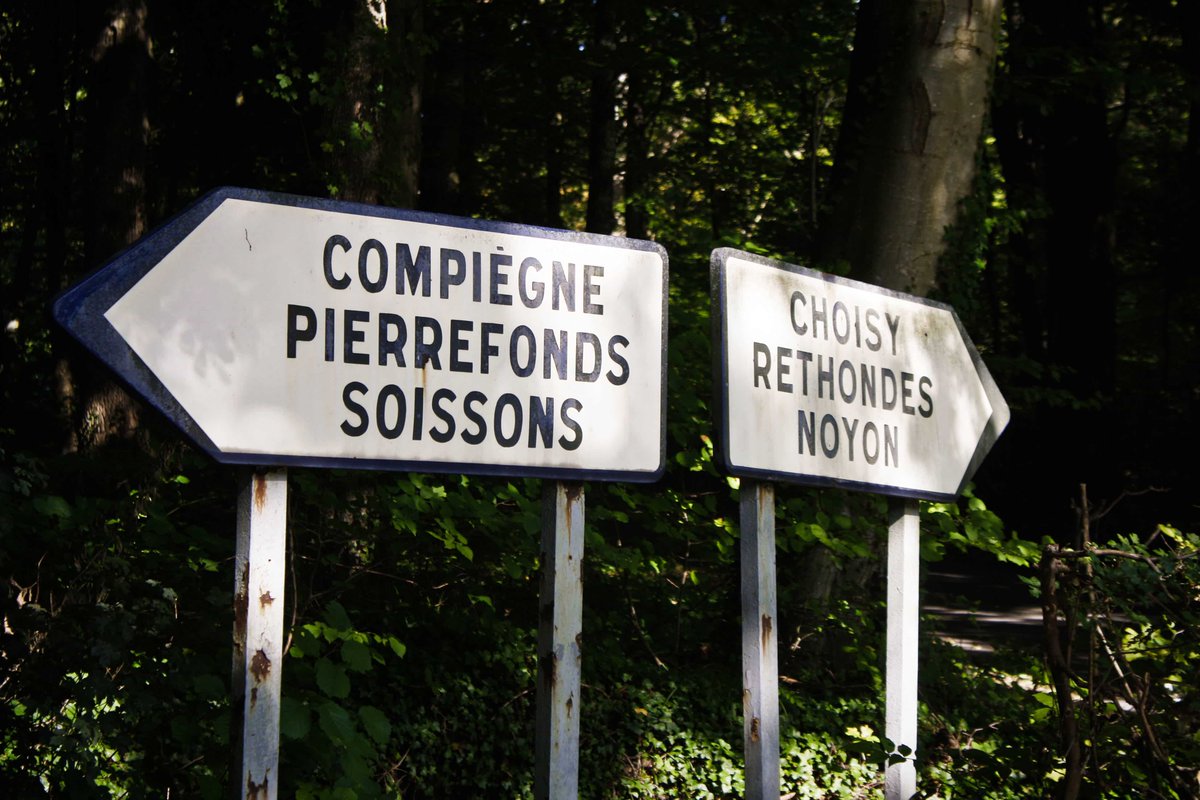 COMPIÈGNE
PIERREFONDS
SOISSONS
CHOISY
RETHONDES
NOYON